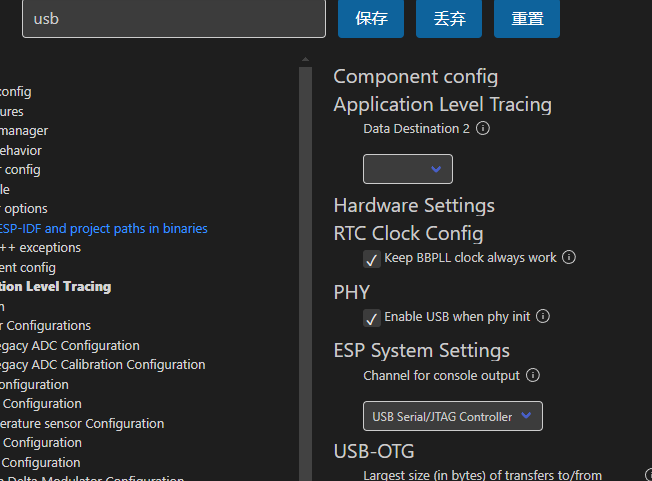 usb
保存
丢弃
重置
config
ures
manager
ehavior
r config
le
r options
ESP-IDF and project paths in binaries
++ exceptions
ent config
tion Level Tracing
n
r Configurations
egacy ADC Configuration
egacy ADC Calibration Configuration
onfiguration
Configuration
erature sensor Configuration
Configuration
Configuration
a Delta Modulator Configuration
Component config
Application Level Tracing
Data Destination 2
Hardware Settings
RTC Clock Config
Keep BBPLL clock always work
PHY
Enable USB when phy init
ESP System Settings
Channel for console output
USB Serial/JTAG Controller
USB-OTG
Largest size (in bytes) of transfers to/from